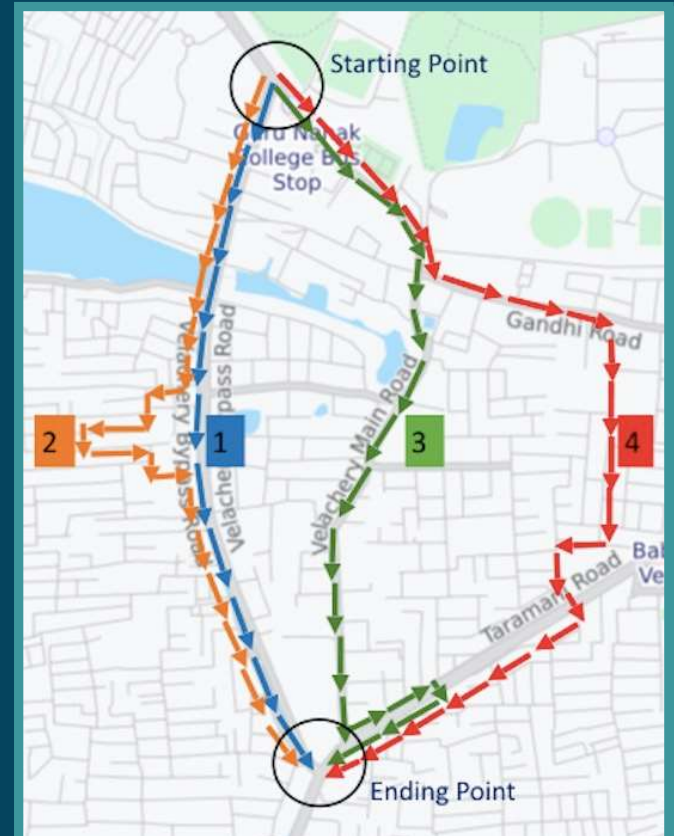 Starting Point
Guru Nanak
College Bus
Stop
Gandhi Road
Velachery Bypass Road
Velachery Bypass Road
Velachery Main Road
2
1
3
4
Taramani Road
Ending Point